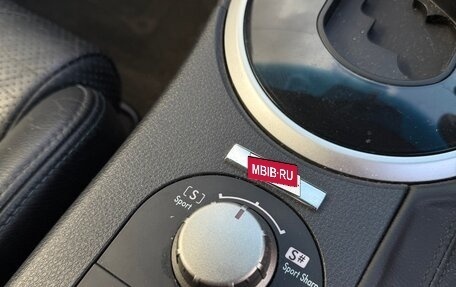 MBIB.RU
[S]
Sport
S#
Sport Sharp